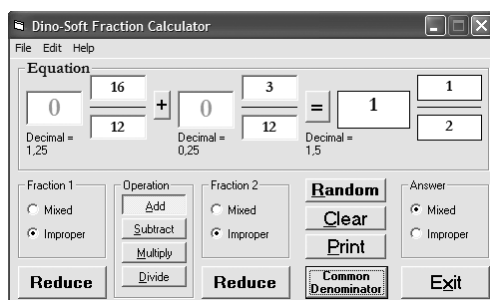 Dino-Soft Fraction Calculator
File Edit Help
Equation
0 16 12 + 0 3 12 = 1 1 2
Decimal = 1,25
Decimal = 0,25
Decimal = 1,5
Fraction 1
Mixed
Improper
Reduce
Operation
Add
Subtract
Multiply
Divide
Fraction 2
Mixed
Improper
Reduce
Random
Clear
Print
Common Denominator
Answer
Mixed
Improper
Exit